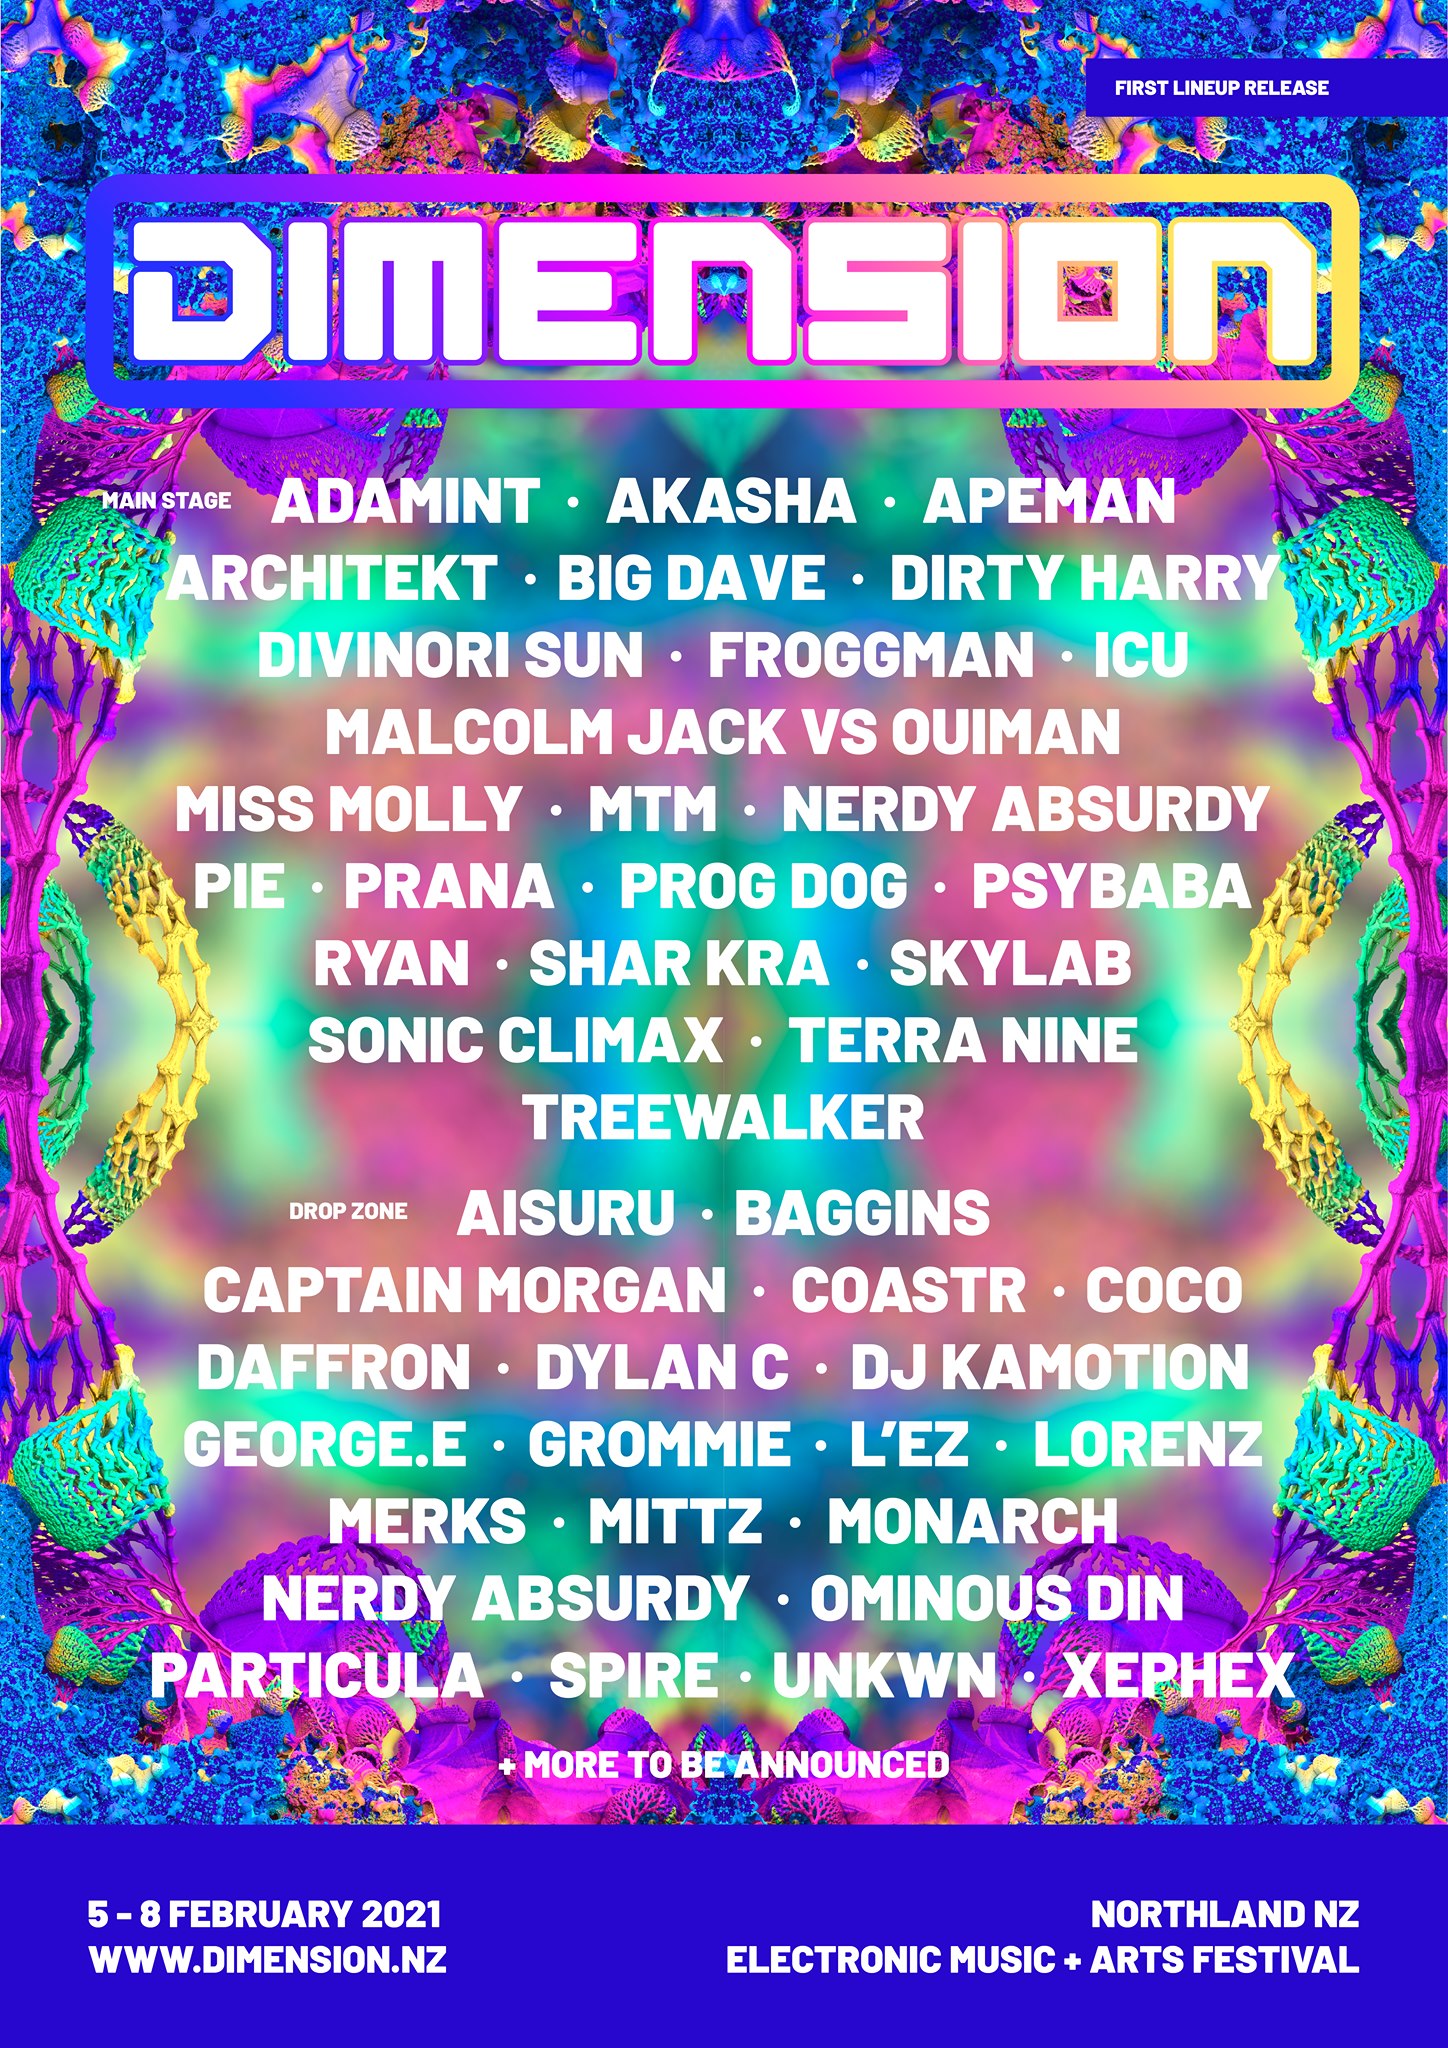 FIRST LINEUP RELEASE
DIMENSION
MAIN STAGE ADAMINT · AKASHA · APEMAN
ARCHITEKT · BIG DAVE · DIRTY HARRY
DIVINORI SUN · FROGGMAN · ICU
MALCOLM JACK VS OUIMAN
MISS MOLLY · MTM · NERDY ABSURDY
PIE · PRANA · PROG DOG · PSYBABA
RYAN · SHAR KRA · SKYLAB
SONIC CLIMAX · TERRA NINE
TREEWALKER
DROP ZONE AISURU · BAGGINS
CAPTAIN MORGAN · COASTR · COCO
DAFFRON · DYLAN C · DJ KAMOTION
GEORGE.E · GROMMIE · L'EZ · LORENZ
MERKS · MITTZ · MONARCH
NERDY ABSURDY · OMINOUS DIN
PARTICULA · SPIRE · UNKWN · XEPHEX
+ MORE TO BE ANNOUNCED
5 - 8 FEBRUARY 2021
WWW.DIMENSION.NZ
NORTHLAND NZ
ELECTRONIC MUSIC + ARTS FESTIVAL